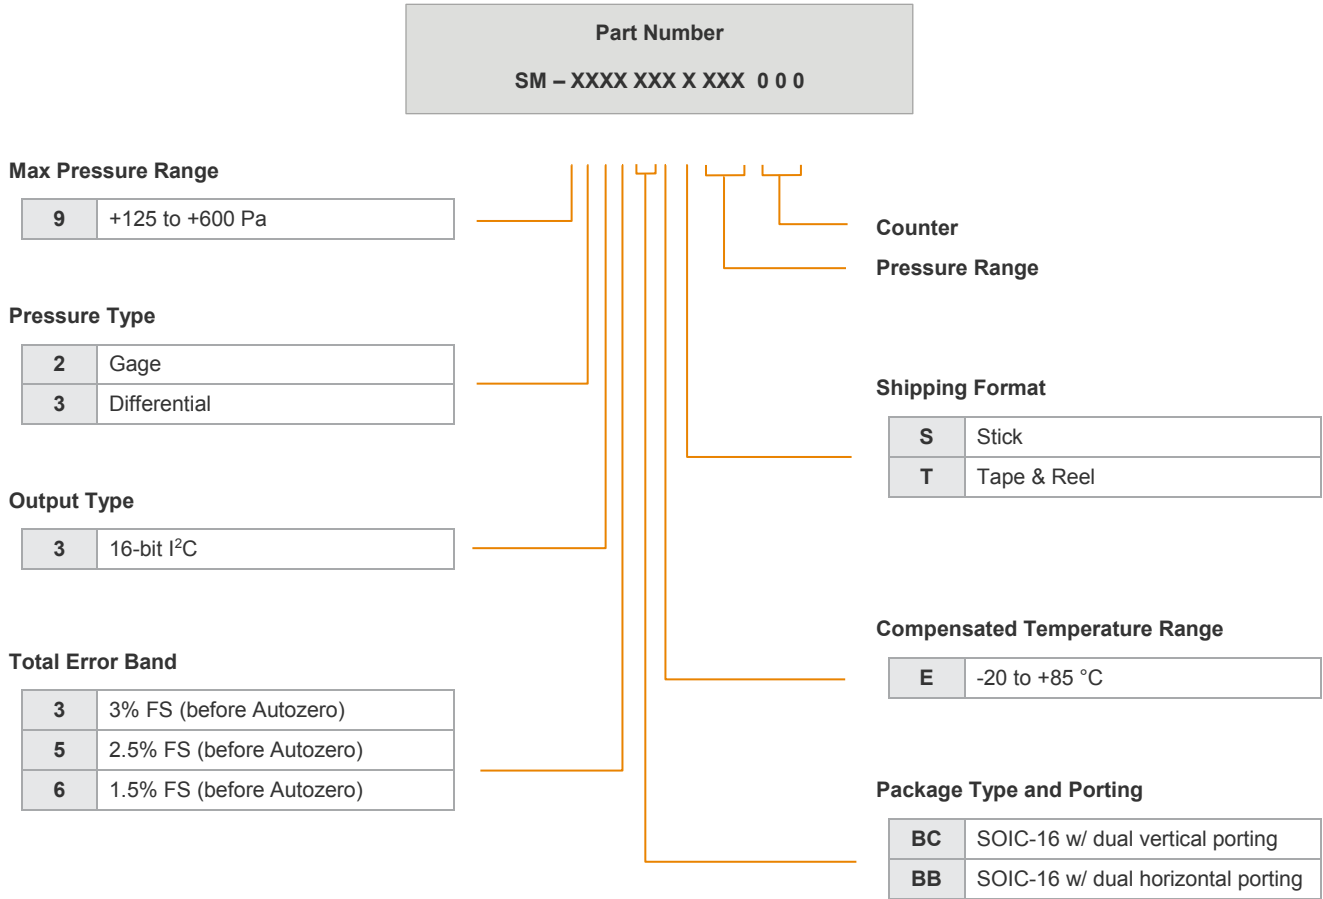 Part Number
SM – XXXX XXX X XXX 0 0 0
Max Pressure Range
9 +125 to +600 Pa
Pressure Type
2 Gage
3 Differential
Output Type
3 16-bit I²C
Total Error Band
3 3% FS (before Autozero)
5 2.5% FS (before Autozero)
6 1.5% FS (before Autozero)
Counter
Pressure Range
Shipping Format
S Stick
T Tape & Reel
Compensated Temperature Range
E -20 to +85 °C
Package Type and Porting
BC SOIC-16 w/ dual vertical porting
BB SOIC-16 w/ dual horizontal porting